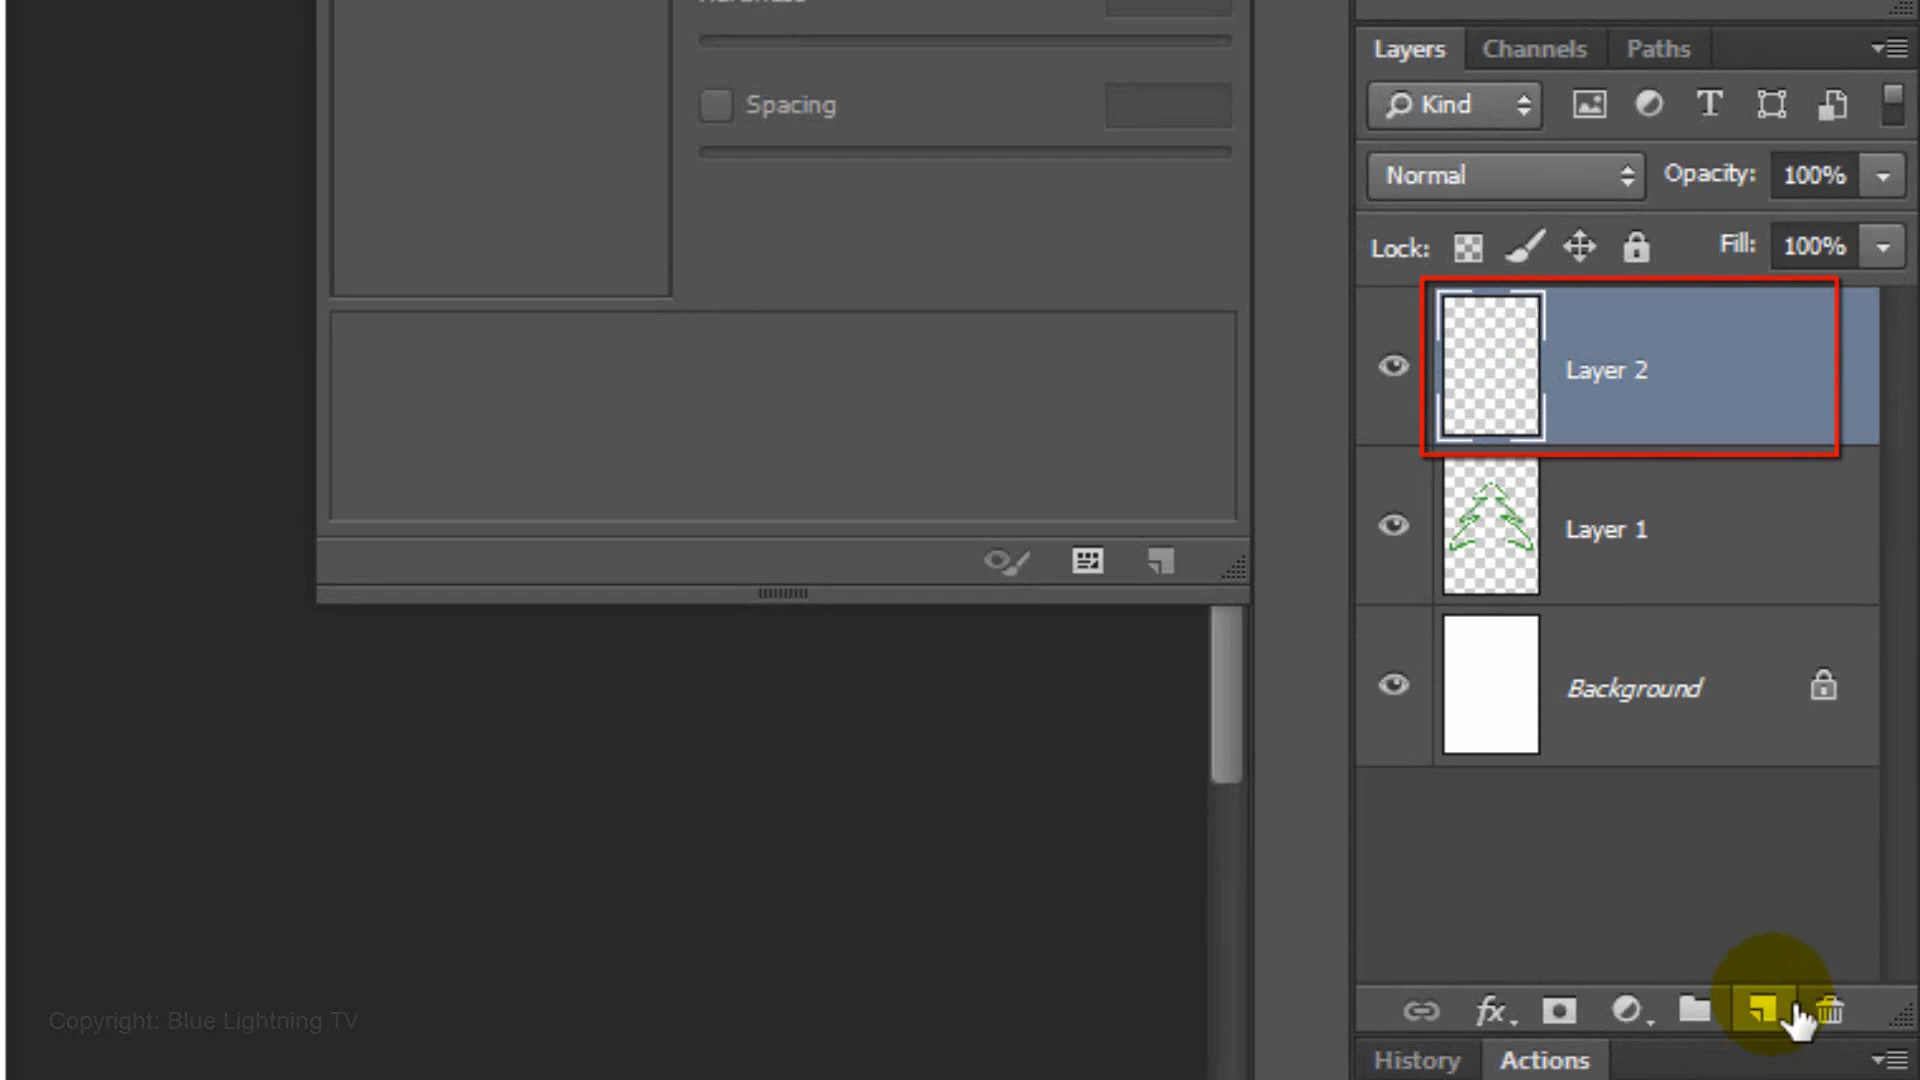 Layers Channels Paths
Kind
Spacing
Normal Opacity: 100%
Lock: Fill: 100%
Layer 2
Layer 1
Background
fx
Copyright: Blue Lightning TV
History Actions